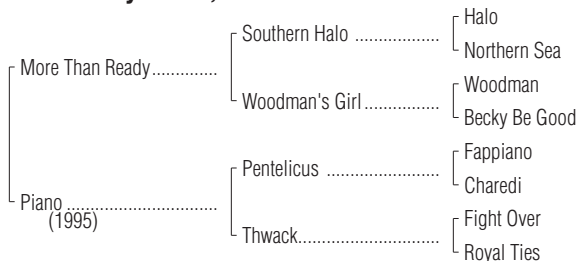 Halo
Southern Halo ..................
Northern Sea
More Than Ready.............
Woodman
Woodman's Girl................
Becky Be Good
Fappiano
Pentelicus ........................
Charedi
Piano ................................
(1995)
Fight Over
Thwack..............................
Royal Ties